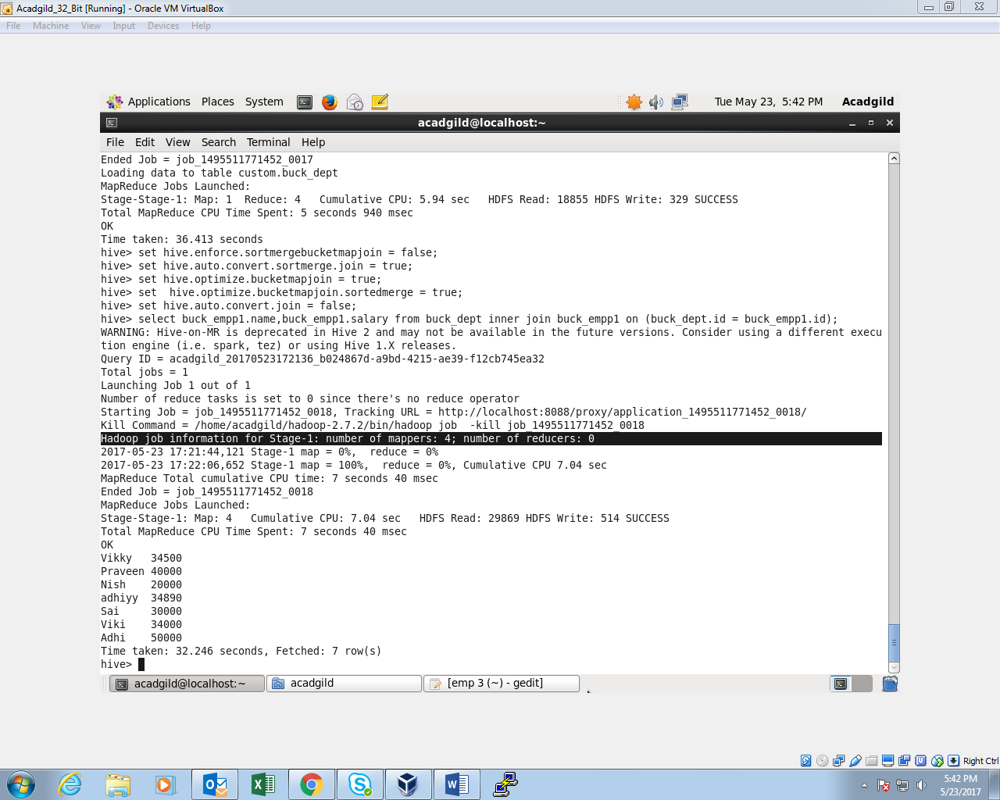 Acadgild_32_Bit [Running] - Oracle VM VirtualBox
File Machine View Input Devices Help
Applications Places System Tue May 23, 5:42 PM Acadgild
acadgild@localhost:~
File Edit View Search Terminal Help
Ended Job = job_1495511771452_0017
Loading data to table custom.buck_dept
MapReduce Jobs Launched:
Stage-Stage-1: Map: 1  Reduce: 4   Cumulative CPU: 5.94 sec   HDFS Read: 18855 HDFS Write: 329 SUCCESS
Total MapReduce CPU Time Spent: 5 seconds 940 msec
OK
Time taken: 36.413 seconds
hive> set hive.enforce.sortmergebucketmapjoin = false;
hive> set hive.auto.convert.sortmerge.join = true;
hive> set hive.optimize.bucketmapjoin = true;
hive> set  hive.optimize.bucketmapjoin.sortedmerge = true;
hive> set hive.auto.convert.join = false;
hive> select buck_empp1.name,buck_empp1.salary from buck_dept inner join buck_empp1 on (buck_dept.id = buck_empp1.id);
WARNING: Hive-on-MR is deprecated in Hive 2 and may not be available in the future versions. Consider using a different execu
tion engine (i.e. spark, tez) or using Hive 1.X releases.
Query ID = acadgild_20170523172136_b024867d-a9bd-4215-ae39-f12cb745ea32
Total jobs = 1
Launching Job 1 out of 1
Number of reduce tasks is set to 0 since there's no reduce operator
Starting Job = job_1495511771452_0018, Tracking URL = http://localhost:8088/proxy/application_1495511771452_0018/
Kill Command = /home/acadgild/hadoop-2.7.2/bin/hadoop job  -kill job_1495511771452_0018
Hadoop job information for Stage-1: number of mappers: 4; number of reducers: 0
2017-05-23 17:21:44,121 Stage-1 map = 0%,  reduce = 0%
2017-05-23 17:22:06,652 Stage-1 map = 100%,  reduce = 0%, Cumulative CPU 7.04 sec
MapReduce Total cumulative CPU time: 7 seconds 40 msec
Ended Job = job_1495511771452_0018
MapReduce Jobs Launched:
Stage-Stage-1: Map: 4   Cumulative CPU: 7.04 sec   HDFS Read: 29869 HDFS Write: 514 SUCCESS
Total MapReduce CPU Time Spent: 7 seconds 40 msec
OK
Vikky   34500
Praveen 40000
Nish    20000
adhiyy  34890
Sai     30000
Viki    34000
Adhi    50000
Time taken: 32.246 seconds, Fetched: 7 row(s)
hive>
acadgild@localhost:~ acadgild [emp 3 (~) - gedit]
Right Ctrl
5:42 PM
5/23/2017